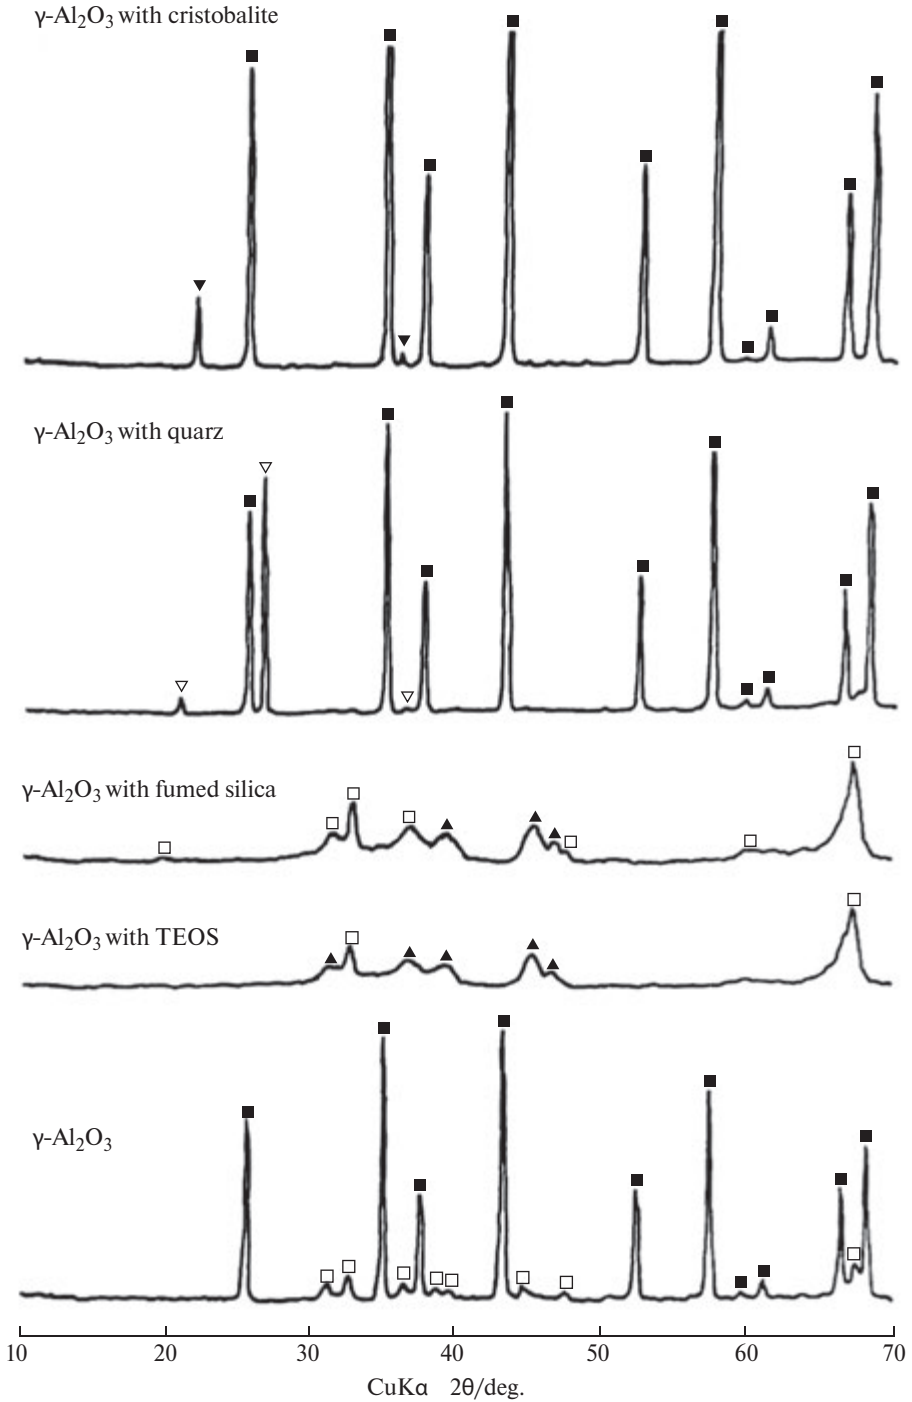 γ-Al₂O₃ with cristobalite
γ-Al₂O₃ with quarz
γ-Al₂O₃ with fumed silica
γ-Al₂O₃ with TEOS
γ-Al₂O₃
10 20 30 40 50 60 70
CuKα 2θ/deg.